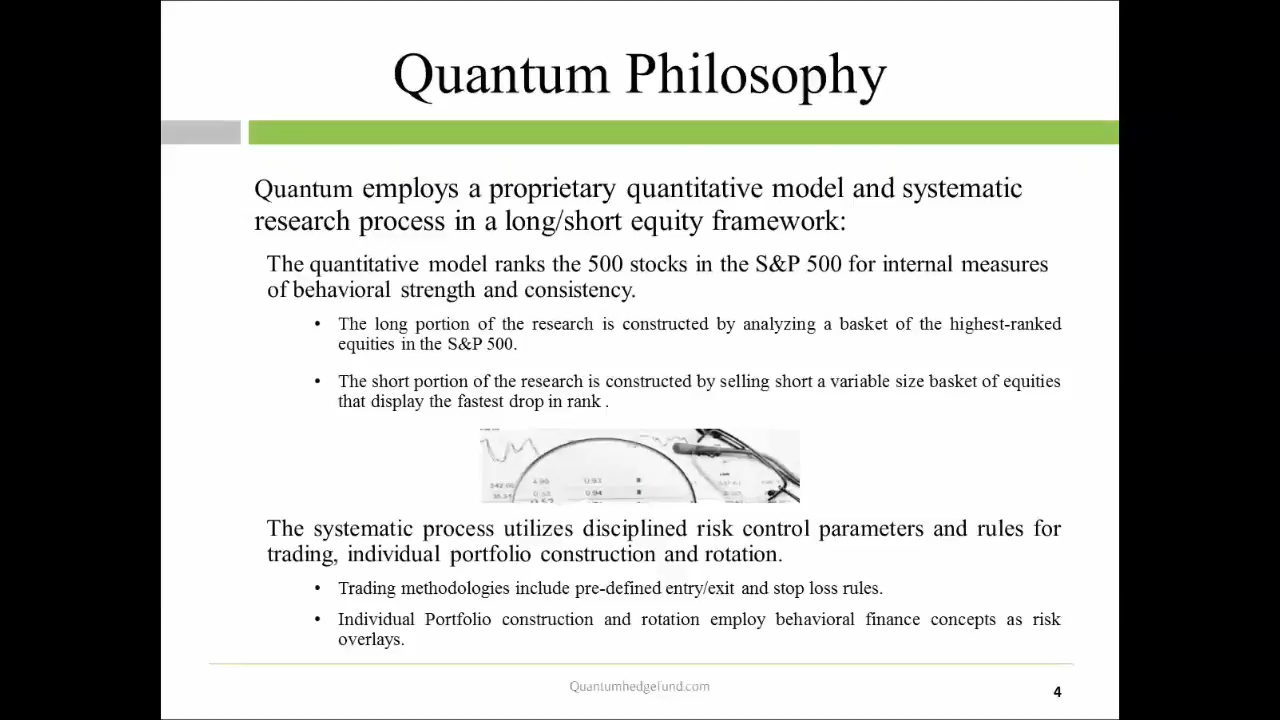 Quantum Philosophy
Quantum employs a proprietary quantitative model and systematic
research process in a long/short equity framework:
The quantitative model ranks the 500 stocks in the S&P 500 for internal measures
of behavioral strength and consistency.
• The long portion of the research is constructed by analyzing a basket of the highest-ranked
equities in the S&P 500.
• The short portion of the research is constructed by selling short a variable size basket of equities
that display the fastest drop in rank .
4.95 0.93
0.94
The systematic process utilizes disciplined risk control parameters and rules for
trading, individual portfolio construction and rotation.
• Trading methodologies include pre-defined entry/exit and stop loss rules.
• Individual Portfolio construction and rotation employ behavioral finance concepts as risk
overlays.
Quantumhedgefund.com
4